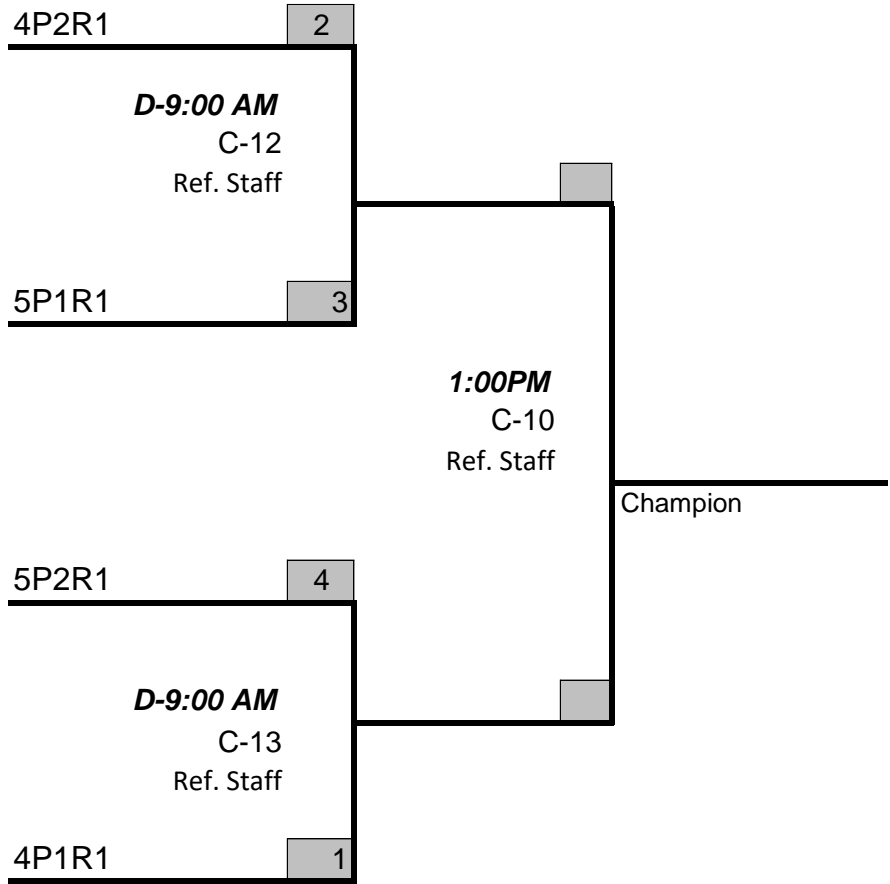 4P2R1 2
D-9:00 AM
C-12
Ref. Staff
5P1R1 3
1:00PM
C-10
Ref. Staff
Champion
5P2R1 4
D-9:00 AM
C-13
Ref. Staff
4P1R1 1